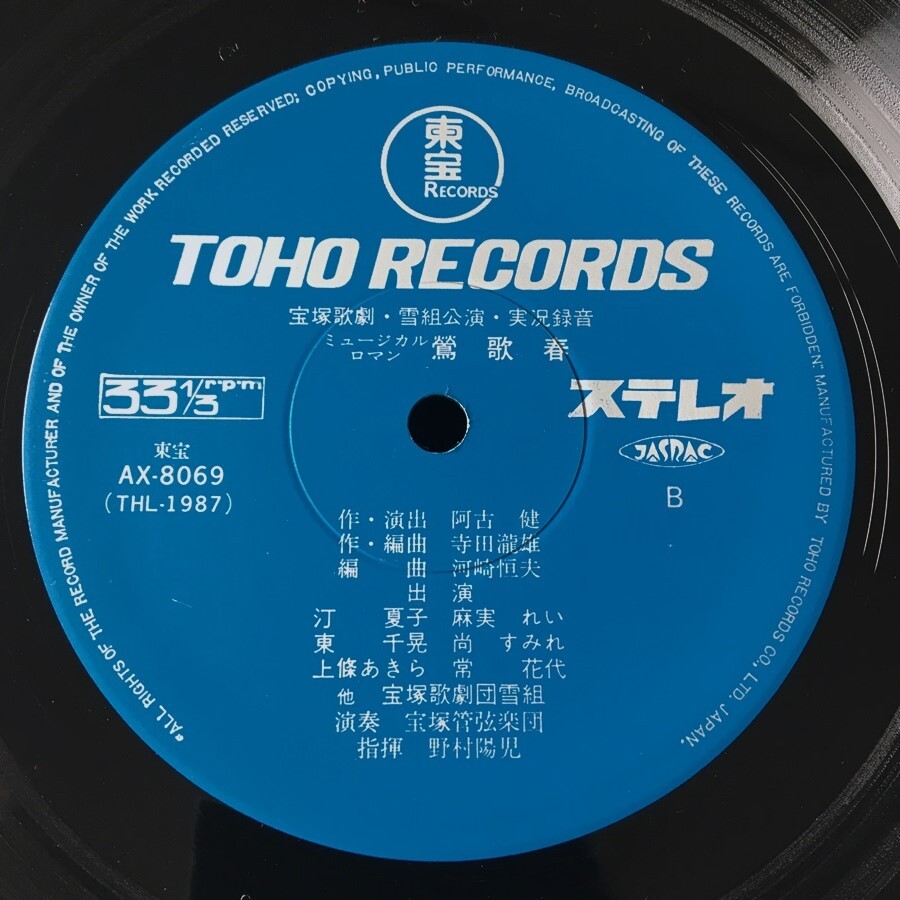 *ALL RIGHTS OF THE RECORD MANUFACTURER AND OF THE OWNER OF THE WORK RECORDED RESERVED; COPYING, PUBLIC PERFORMANCE, BROADCASTING OF THESE RECORDS ARE FORBIDDEN." MANUFACTURED BY TOHO RECORDS CO., LTD. JAPAN.
東宝
RECORDS
TOHO RECORDS
宝塚歌劇・雪組公演・実況録音
ミュージカル
ロマン 鶯歌春
33 1/3 rpm
ステレオ
東宝
AX-8069
(THL-1987)
JASRAC
B
作・演出 阿古 健
作・編曲 寺田瀧雄
編 曲 河崎恒夫
出 演
汀 夏子 麻実 れい
東 千晃 尚 すみれ
上條あきら 常 花代
他 宝塚歌劇団雪組
演奏 宝塚管弦楽団
指揮 野村陽児